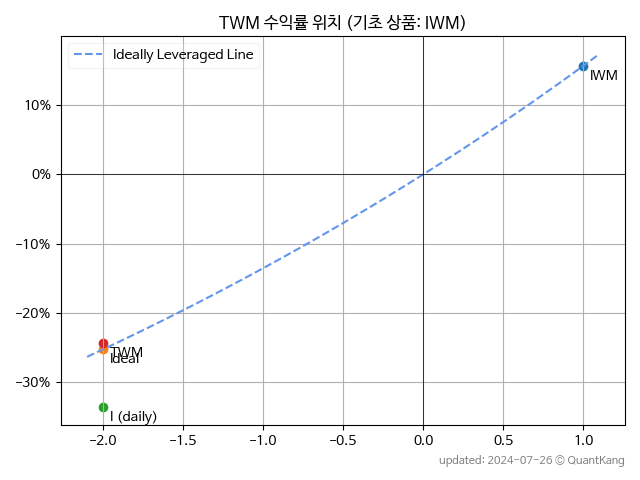 TWM 수익률 위치 (기초 상품: IWM)
Ideally Leveraged Line
IWM
10%
0%
−10%
−20%
−30%
TWM
Ideal
I (daily)
−2.0 −1.5 −1.0 −0.5 0.0 0.5 1.0
updated: 2024-07-26 © QuantKang